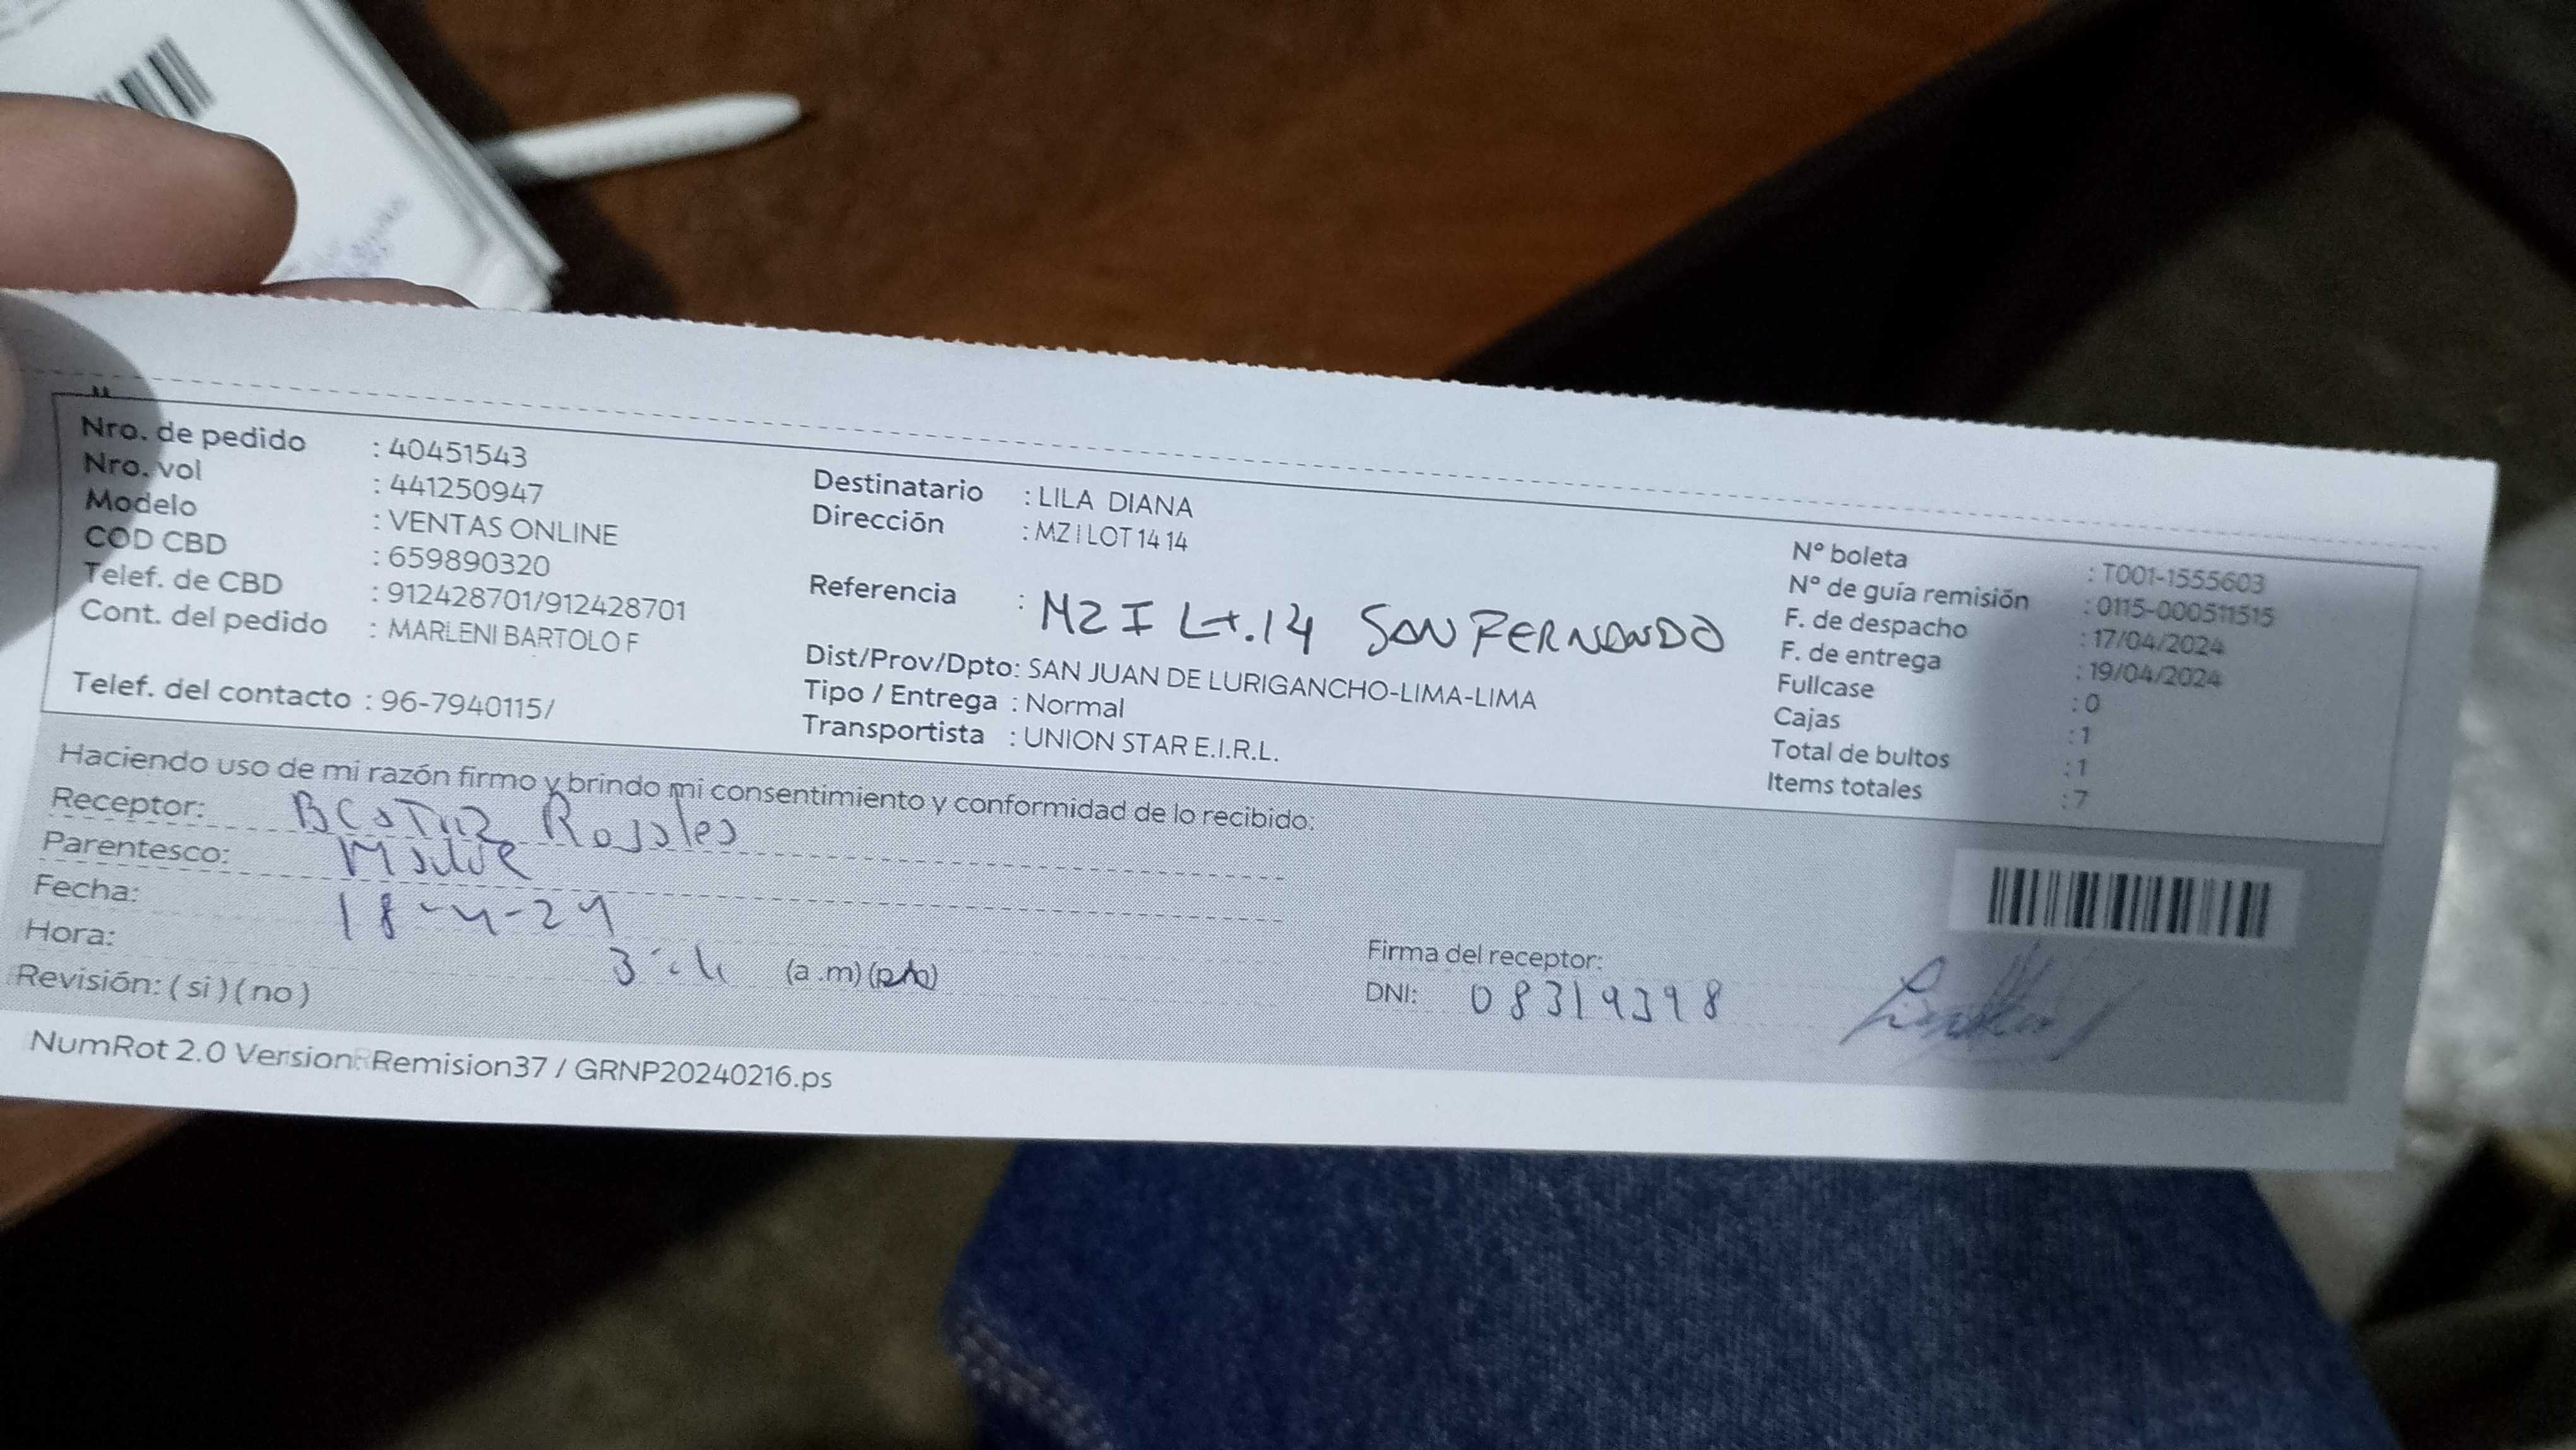 Nro. de pedido : 40451543
Nro. vol : 441250947
Modelo : VENTAS ONLINE
COD CBD : 659890320
Telef. de CBD : 912428701/912428701
Cont. del pedido : MARLENI BARTOLO F
Telef. del contacto : 96-7940115/
Destinatario : LILA DIANA
Dirección : MZ I LOT 14 14
Referencia : MZ I Lt.14 SAN FERNANDO
Dist/Prov/Dpto: SAN JUAN DE LURIGANCHO-LIMA-LIMA
Tipo / Entrega : Normal
Transportista : UNION STAR E.I.R.L.
N° boleta : T001-1555603
N° de guía remisión : 0115-000511515
F. de despacho : 17/04/2024
F. de entrega : 19/04/2024
Fullcase : 0
Cajas : 1
Total de bultos : 1
Items totales : 7
Haciendo uso de mi razón firmo y brindo mi consentimiento y conformidad de lo recibido:
Receptor: Rosales
Parentesco: Madre
Fecha: 18-4-24
Hora: (a.m)
Revisión: ( si ) ( no )
Firma del receptor:
DNI: 08319398
NumRot 2.0 Version: Remision37 / GRNP20240216.ps